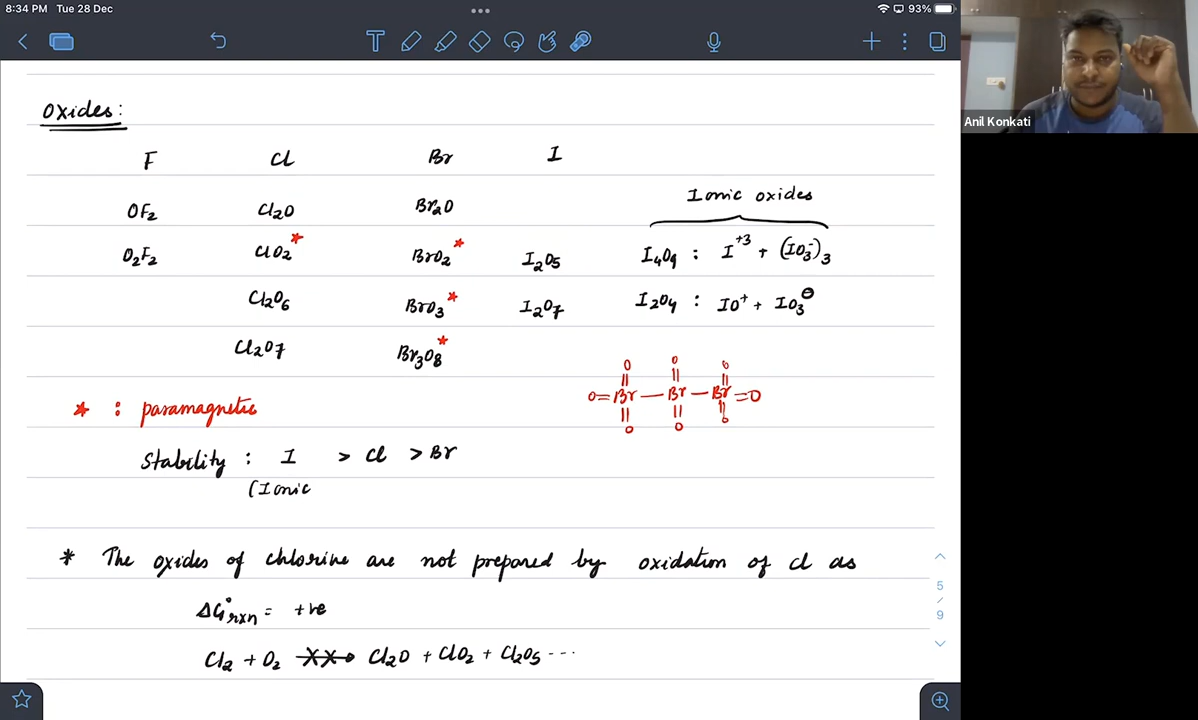 8:34 PM Tue 28 Dec
93%
Oxides:
F Cl Br I
Ionic oxides
OF2 Cl2O Br2O
O2F2 ClO2* BrO2* I2O5 I4O9 : I+3 + (IO3-)3
Cl2O6 BrO3* I2O7 I2O4 : IO+ + IO3⊖
Cl2O7 Br3O8*
O O O
O=Br—Br—Br=O
O O O
* : paramagnetic
Stability : I > Cl > Br
(Ionic
* The oxides of chlorine are not prepared by oxidation of cl as
ΔG°rxn = +ve
Cl2 + O2 XX→ Cl2O + ClO2 + Cl2O5 ---
5
/
9
T
Anil Konkati